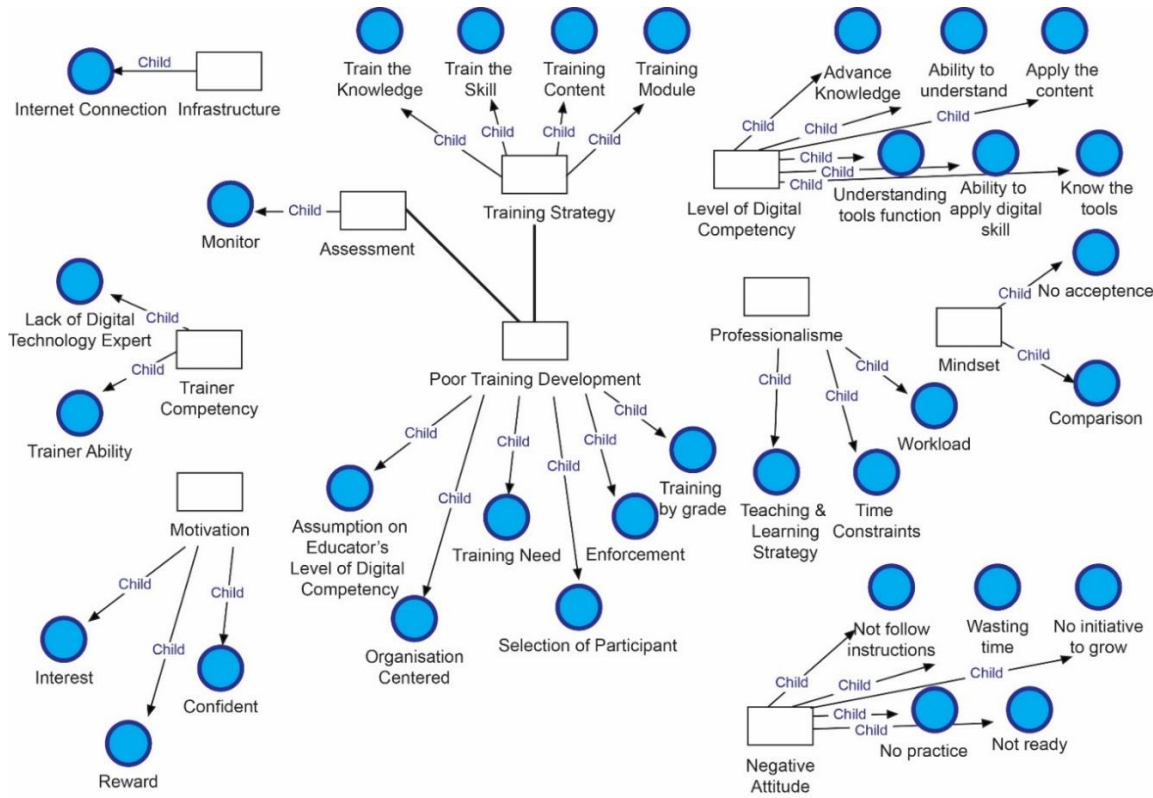 Child
Internet Connection
Infrastructure
Train the
Knowledge
Train the
Skill
Training
Content
Training
Module
Child
Child
Child
Child
Training Strategy
Advance
Knowledge
Ability to
understand
Apply the
content
Child
Child
Child
Child
Child
Child
Level of Digital
Competency
Understanding
tools function
Ability to
apply digital
skill
Know the
tools
Child
Monitor
Assessment
Lack of Digital
Technology Expert
Child
Child
Trainer
Competency
Trainer Ability
Professionalisme
Child
Child
Child
Workload
Teaching &
Learning
Strategy
Time
Constraints
Child
No acceptence
Mindset
Child
Comparison
Poor Training Development
Child
Child
Child
Child
Child
Child
Assumption on
Educator's
Level of Digital
Competency
Organisation
Centered
Training Need
Selection of Participant
Enforcement
Training
by grade
Motivation
Child
Child
Child
Interest
Reward
Confident
Not follow
instructions
Wasting
time
No initiative
to grow
Child
Child
Child
Child
Child
No practice
Not ready
Negative
Attitude